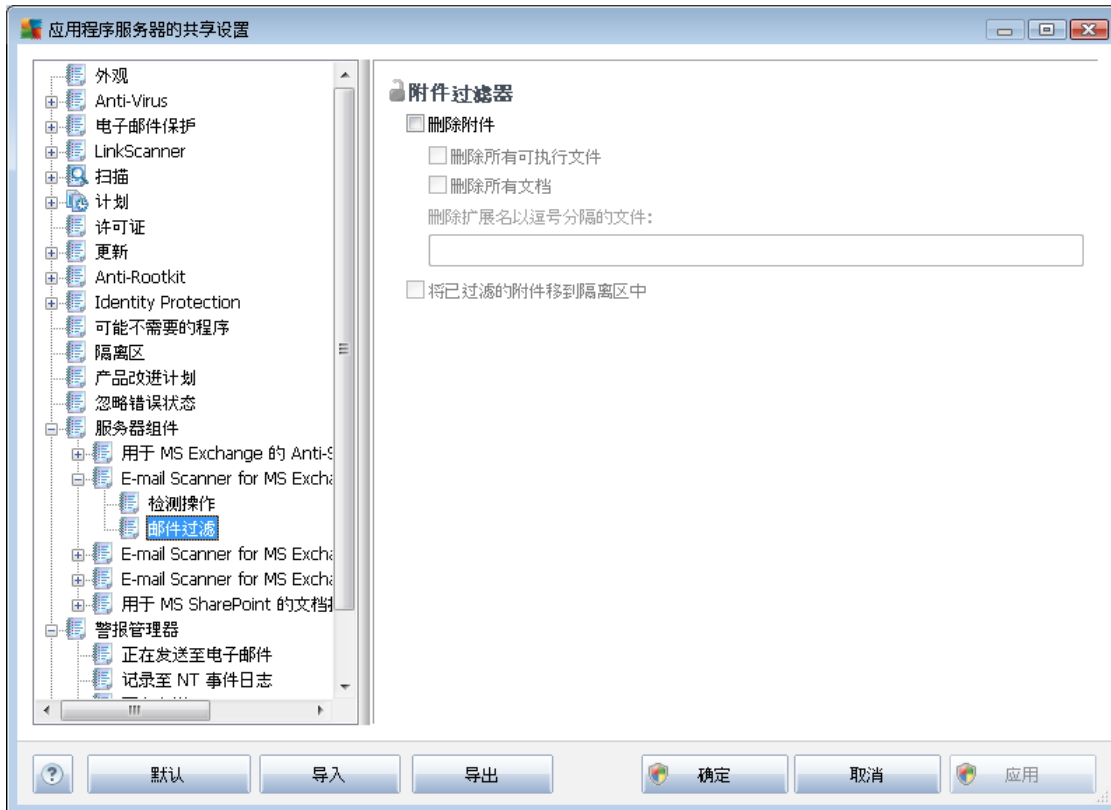 应用程序服务器的共享设置
外观
Anti-Virus
电子邮件保护
LinkScanner
扫描
计划
许可证
更新
Anti-Rootkit
Identity Protection
可能不需要的程序
隔离区
产品改进计划
忽略错误状态
服务器组件
用于 MS Exchange 的 Anti-S
E-mail Scanner for MS Excha
检测操作
邮件过滤
E-mail Scanner for MS Excha
E-mail Scanner for MS Excha
用于 MS SharePoint 的文档扫
警报管理器
正在发送至电子邮件
记录至 NT 事件日志
附件过滤器
删除附件
删除所有可执行文件
删除所有文档
删除扩展名以逗号分隔的文件:
将已过滤的附件移到隔离区中
默认
导入
导出
确定
取消
应用